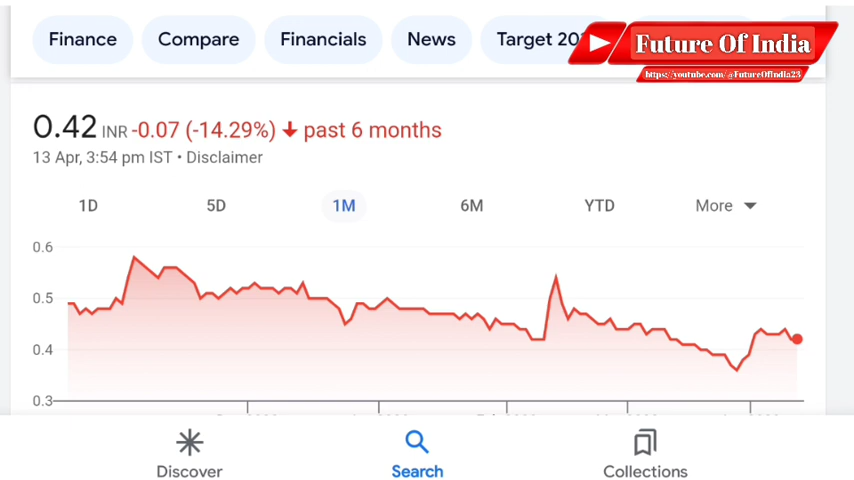 Finance Compare Financials News Target 20
Future Of India
https://youtube.com/@FutureOfIndia23
0.42 INR -0.07 (-14.29%) past 6 months
13 Apr, 3:54 pm IST • Disclaimer
1D 5D 1M 6M YTD More
0.6
0.5
0.4
0.3
Discover Search Collections